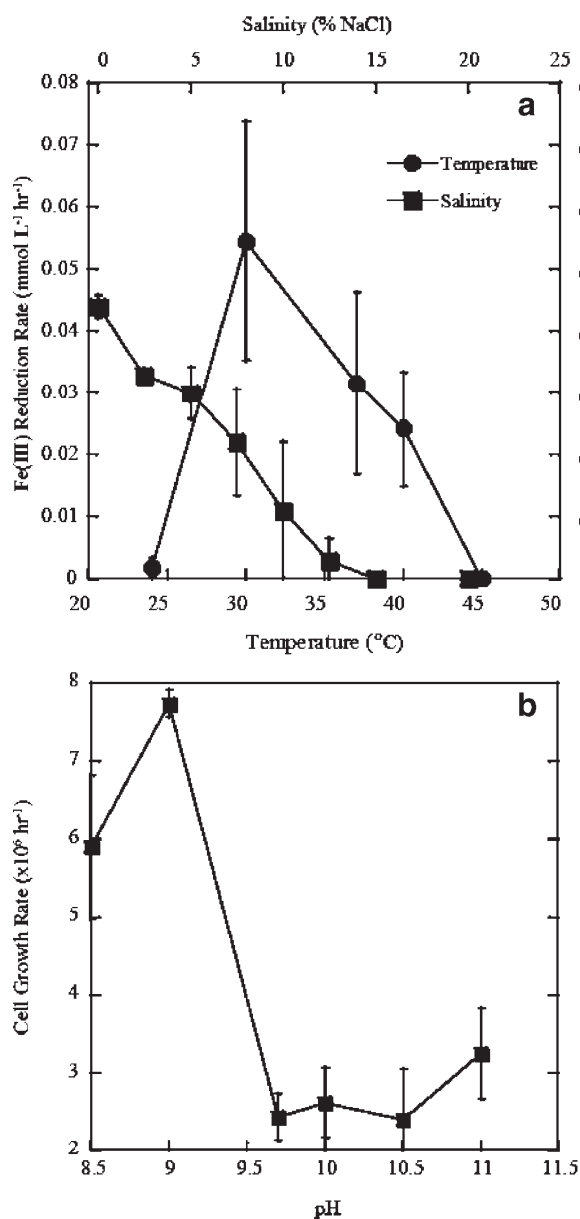 Salinity (% NaCl)
0 5 10 15 20 25
0.08
0.07
0.06
0.05
0.04
0.03
0.02
0.01
0
Fe(III) Reduction Rate (mmol L⁻¹ hr⁻¹)
a
Temperature
Salinity
20 25 30 35 40 45 50
Temperature (°C)
8
7
6
5
4
3
2
Cell Growth Rate (x10⁶ hr⁻¹)
b
8.5 9 9.5 10 10.5 11 11.5
pH